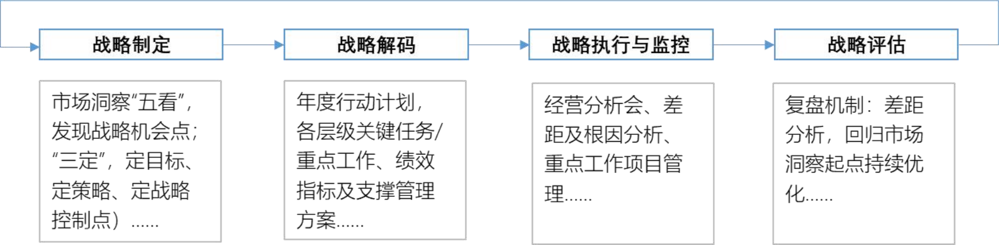 战略制定
战略解码
战略执行与监控
战略评估
市场洞察“五看”,
发现战略机会点；
“三定”，定目标、
定策略、定战略
控制点）……
年度行动计划，
各层级关键任务/
重点工作、绩效
指标及支撑管理
方案……
经营分析会、差
距及根因分析、
重点工作项目管
理……
复盘机制：差距
分析，回归市场
洞察起点持续优
化……